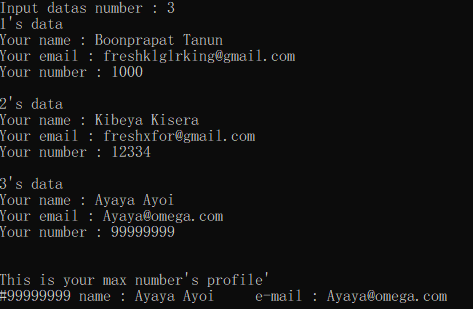 Input datas number : 3
1's data
Your name : Boonprapat Tanun
Your email : freshklglrking@gmail.com
Your number : 1000
2's data
Your name : Kibeya Kisera
Your email : freshxfor@gmail.com
Your number : 12334
3's data
Your name : Ayaya Ayoi
Your email : Ayaya@omega.com
Your number : 99999999
This is your max number's profile'
#99999999 name : Ayaya Ayoi    e-mail : Ayaya@omega.com